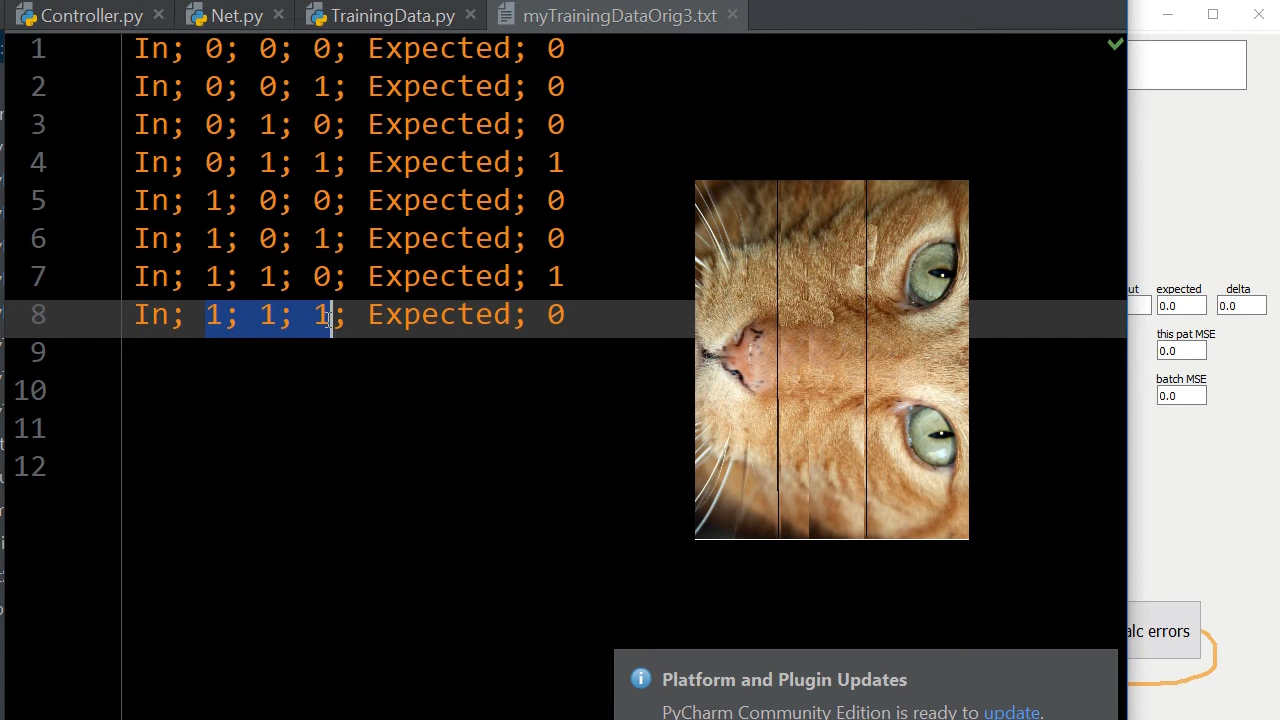 Controller.py Net.py TrainingData.py myTrainingDataOrig3.txt
1 In; 0; 0; 0; Expected; 0
2 In; 0; 0; 1; Expected; 0
3 In; 0; 1; 0; Expected; 0
4 In; 0; 1; 1; Expected; 1
5 In; 1; 0; 0; Expected; 0
6 In; 1; 0; 1; Expected; 0
7 In; 1; 1; 0; Expected; 1
8 In; 1; 1; 1; Expected; 0
9
10
11
12
ut expected delta
0.0 0.0
this pat MSE
0.0
batch MSE
0.0
alc errors
Platform and Plugin Updates
PyCharm Community Edition is ready to update.